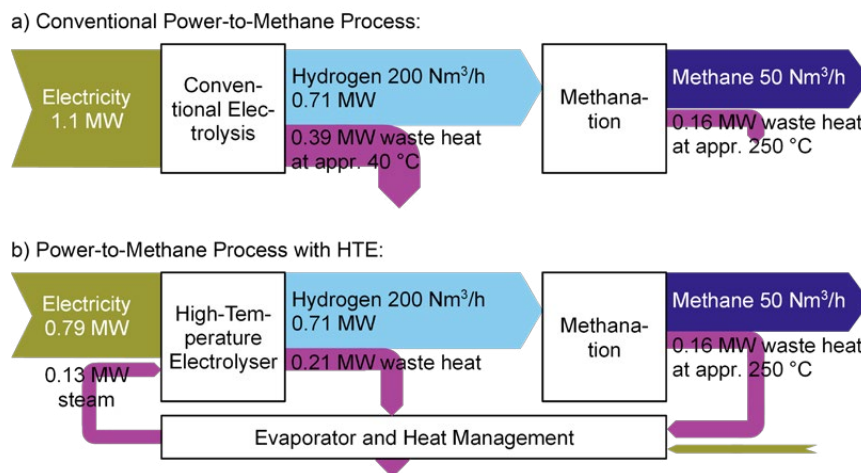 a) Conventional Power-to-Methane Process:
Electricity
1.1 MW
Conven-
tional Elec-
trolysis
Hydrogen 200 Nm³/h
0.71 MW
0.39 MW waste heat
at appr. 40 °C
Methana-
tion
Methane 50 Nm³/h
0.16 MW waste heat
at appr. 250 °C
b) Power-to-Methane Process with HTE:
Electricity
0.79 MW
0.13 MW
steam
High-Tem-
perature
Electrolyser
Hydrogen 200 Nm³/h
0.71 MW
0.21 MW waste heat
Methana-
tion
Methane 50 Nm³/h
0.16 MW waste heat
at appr. 250 °C
Evaporator and Heat Management